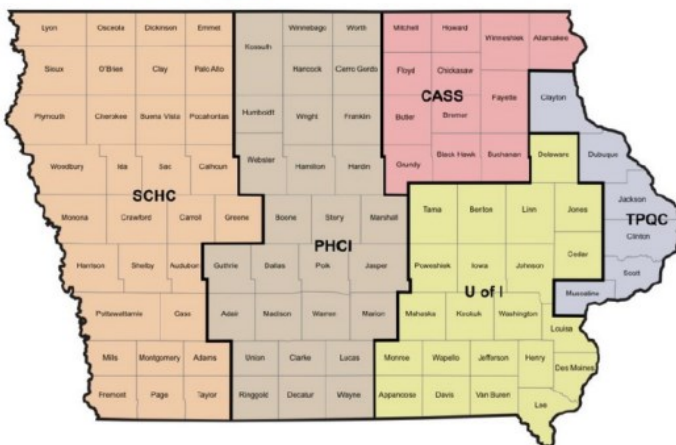 Lyon Osceola Dickinson Emmet Winnebago Worth Mitchell Howard Winneshiek Allamakee
Kossuth
Sioux O'Brien Clay Palo Alto Hancock Cerro Gordo Floyd Chickasaw
CASS
Clayton
Plymouth Cherokee Buena Vista Pocahontas Humboldt Wright Franklin Butler Bremer Fayette
Webster
Woodbury Ida Sac Calhoun Hamilton Hardin Grundy Black Hawk Buchanan Delaware Dubuque
SCHC
Jackson
Monona Crawford Carroll Greene Boone Story Marshall Tama Benton Linn Jones
TPQC
PHCI
Clinton
Harrison Shelby Audubon Guthrie Dallas Polk Jasper Poweshiek Iowa Johnson Cedar
Scott
U of I
Muscatine
Pottawattamie Cass Adair Madison Warren Marion Mahaska Keokuk Washington
Louisa
Mills Montgomery Adams Union Clarke Lucas Monroe Wapello Jefferson Henry
Des Moines
Fremont Page Taylor Ringgold Decatur Wayne Appanoose Davis Van Buren
Lee